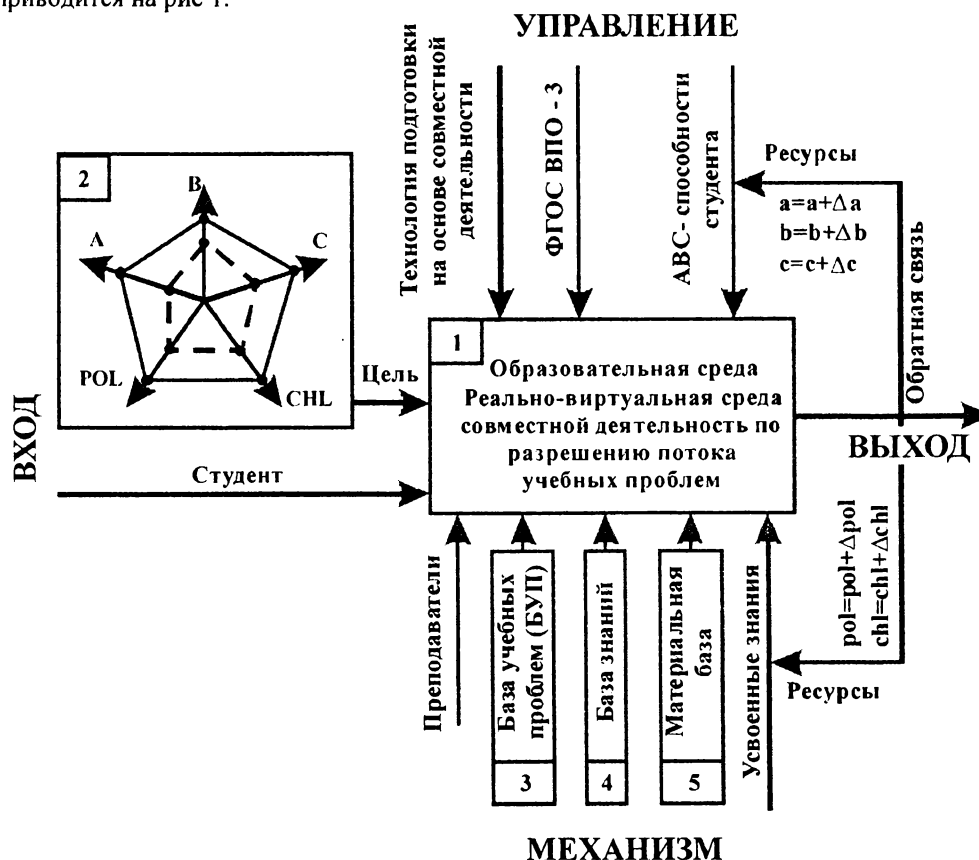 приводится на рис 1.
УПРАВЛЕНИЕ
Технология подготовки
на основе совместной
деятельности
ФГОС ВПО - 3
АВС- способности
студента
Ресурсы
a=a+Δa
b=b+Δb
c=c+Δc
Обратная связь
2
B
A
C
POL
CHL
Цель
ВХОД
Студент
1
Образовательная среда
Реально-виртуальная среда
совместной деятельность по
разрешению потока
учебных проблем
ВЫХОД
pol=pol+Δpol
chl=chl+Δchl
Ресурсы
Преподаватели
База учебных
проблем (БУП)
3
База знаний
4
Материальная
база
5
Усвоенные знания
МЕХАНИЗМ